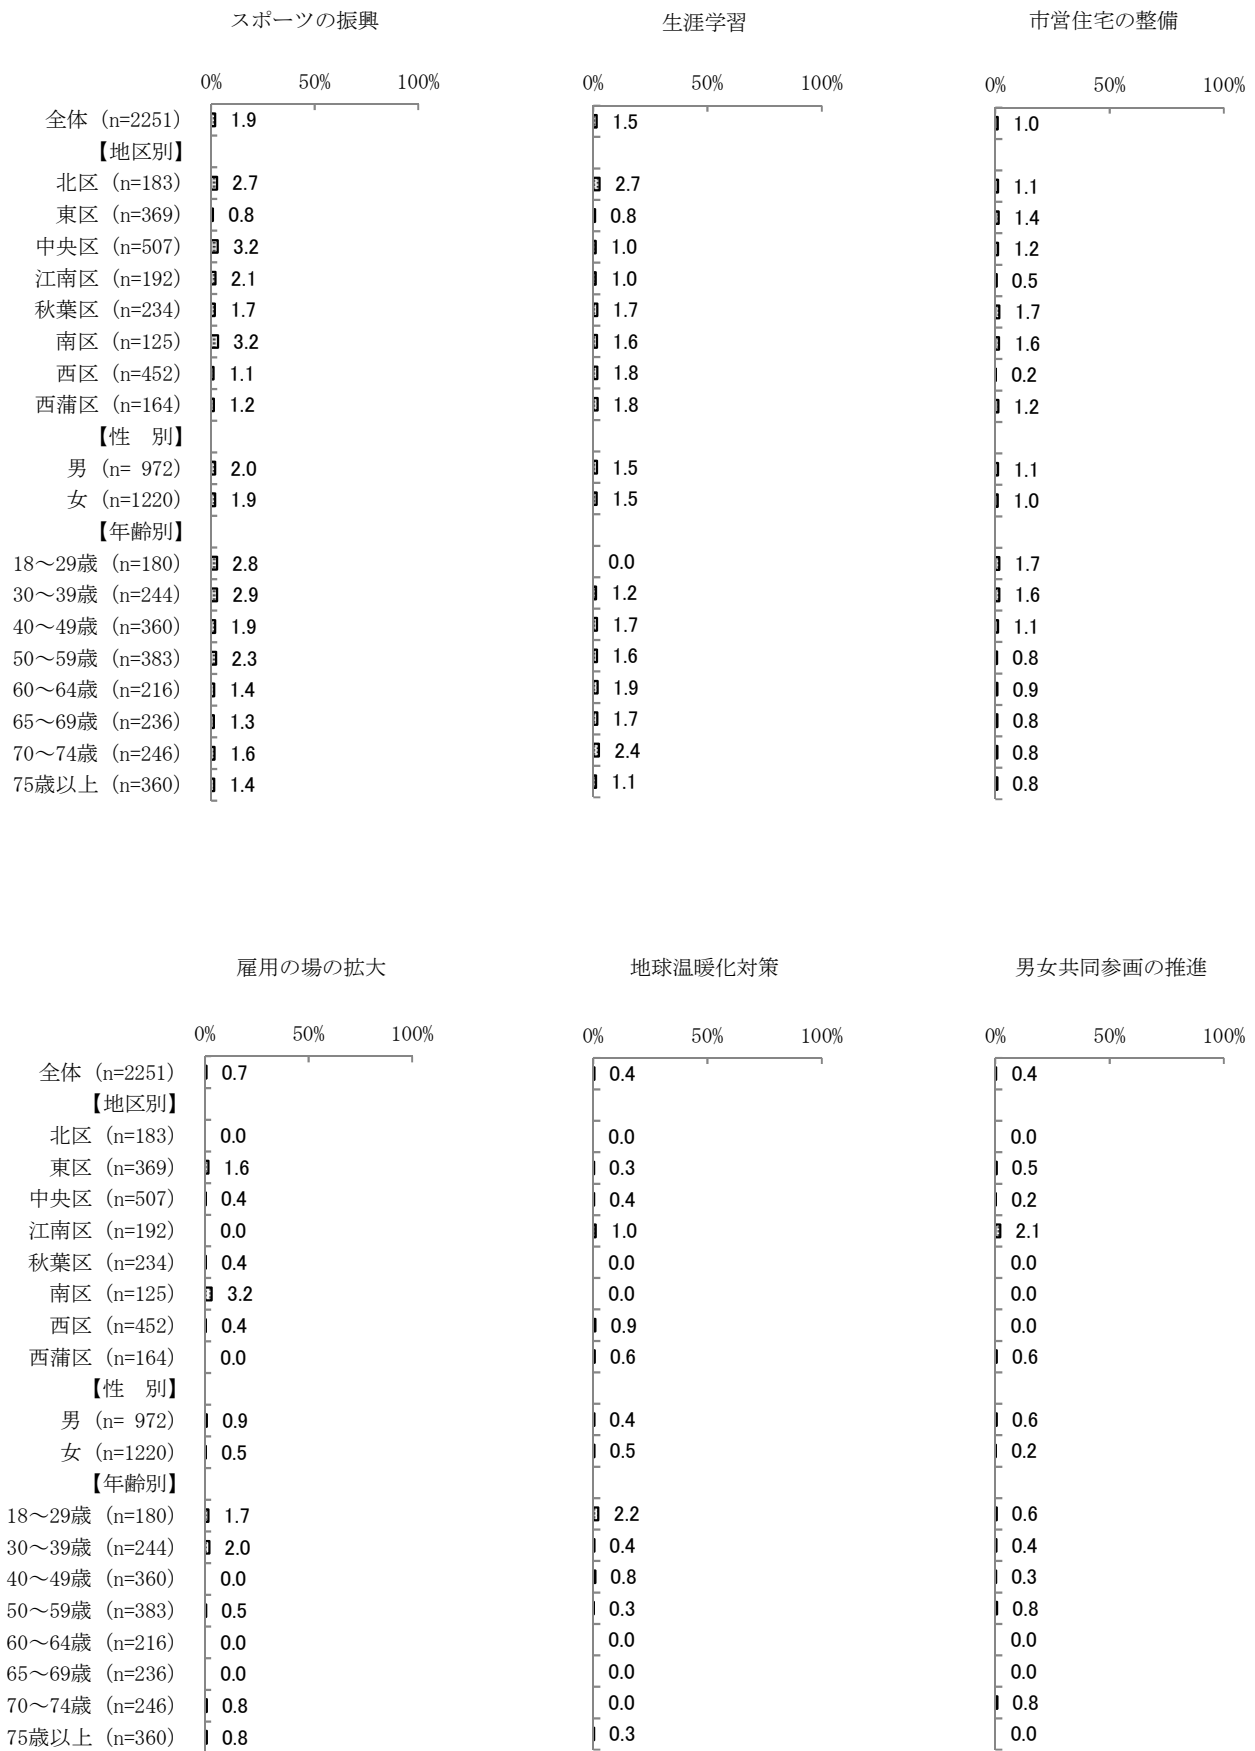 スポーツの振興 生涯学習 市営住宅の整備
0% 50% 100% 0% 50% 100% 0% 50% 100%
全体 (n=2251) 1.9 1.5 1.0
【地区別】
北区 (n=183) 2.7 2.7 1.1
東区 (n=369) 0.8 0.8 1.4
中央区 (n=507) 3.2 1.0 1.2
江南区 (n=192) 2.1 1.0 0.5
秋葉区 (n=234) 1.7 1.7 1.7
南区 (n=125) 3.2 1.6 1.6
西区 (n=452) 1.1 1.8 0.2
西蒲区 (n=164) 1.2 1.8 1.2
【性　別】
男 (n= 972) 2.0 1.5 1.1
女 (n=1220) 1.9 1.5 1.0
【年齢別】
18～29歳 (n=180) 2.8 0.0 1.7
30～39歳 (n=244) 2.9 1.2 1.6
40～49歳 (n=360) 1.9 1.7 1.1
50～59歳 (n=383) 2.3 1.6 0.8
60～64歳 (n=216) 1.4 1.9 0.9
65～69歳 (n=236) 1.3 1.7 0.8
70～74歳 (n=246) 1.6 2.4 0.8
75歳以上 (n=360) 1.4 1.1 0.8
雇用の場の拡大 地球温暖化対策 男女共同参画の推進
0% 50% 100% 0% 50% 100% 0% 50% 100%
全体 (n=2251) 0.7 0.4 0.4
【地区別】
北区 (n=183) 0.0 0.0 0.0
東区 (n=369) 1.6 0.3 0.5
中央区 (n=507) 0.4 0.4 0.2
江南区 (n=192) 0.0 1.0 2.1
秋葉区 (n=234) 0.4 0.0 0.0
南区 (n=125) 3.2 0.0 0.0
西区 (n=452) 0.4 0.9 0.0
西蒲区 (n=164) 0.0 0.6 0.6
【性　別】
男 (n= 972) 0.9 0.4 0.6
女 (n=1220) 0.5 0.5 0.2
【年齢別】
18～29歳 (n=180) 1.7 2.2 0.6
30～39歳 (n=244) 2.0 0.4 0.4
40～49歳 (n=360) 0.0 0.8 0.3
50～59歳 (n=383) 0.5 0.3 0.8
60～64歳 (n=216) 0.0 0.0 0.0
65～69歳 (n=236) 0.0 0.0 0.0
70～74歳 (n=246) 0.8 0.0 0.8
75歳以上 (n=360) 0.8 0.3 0.0